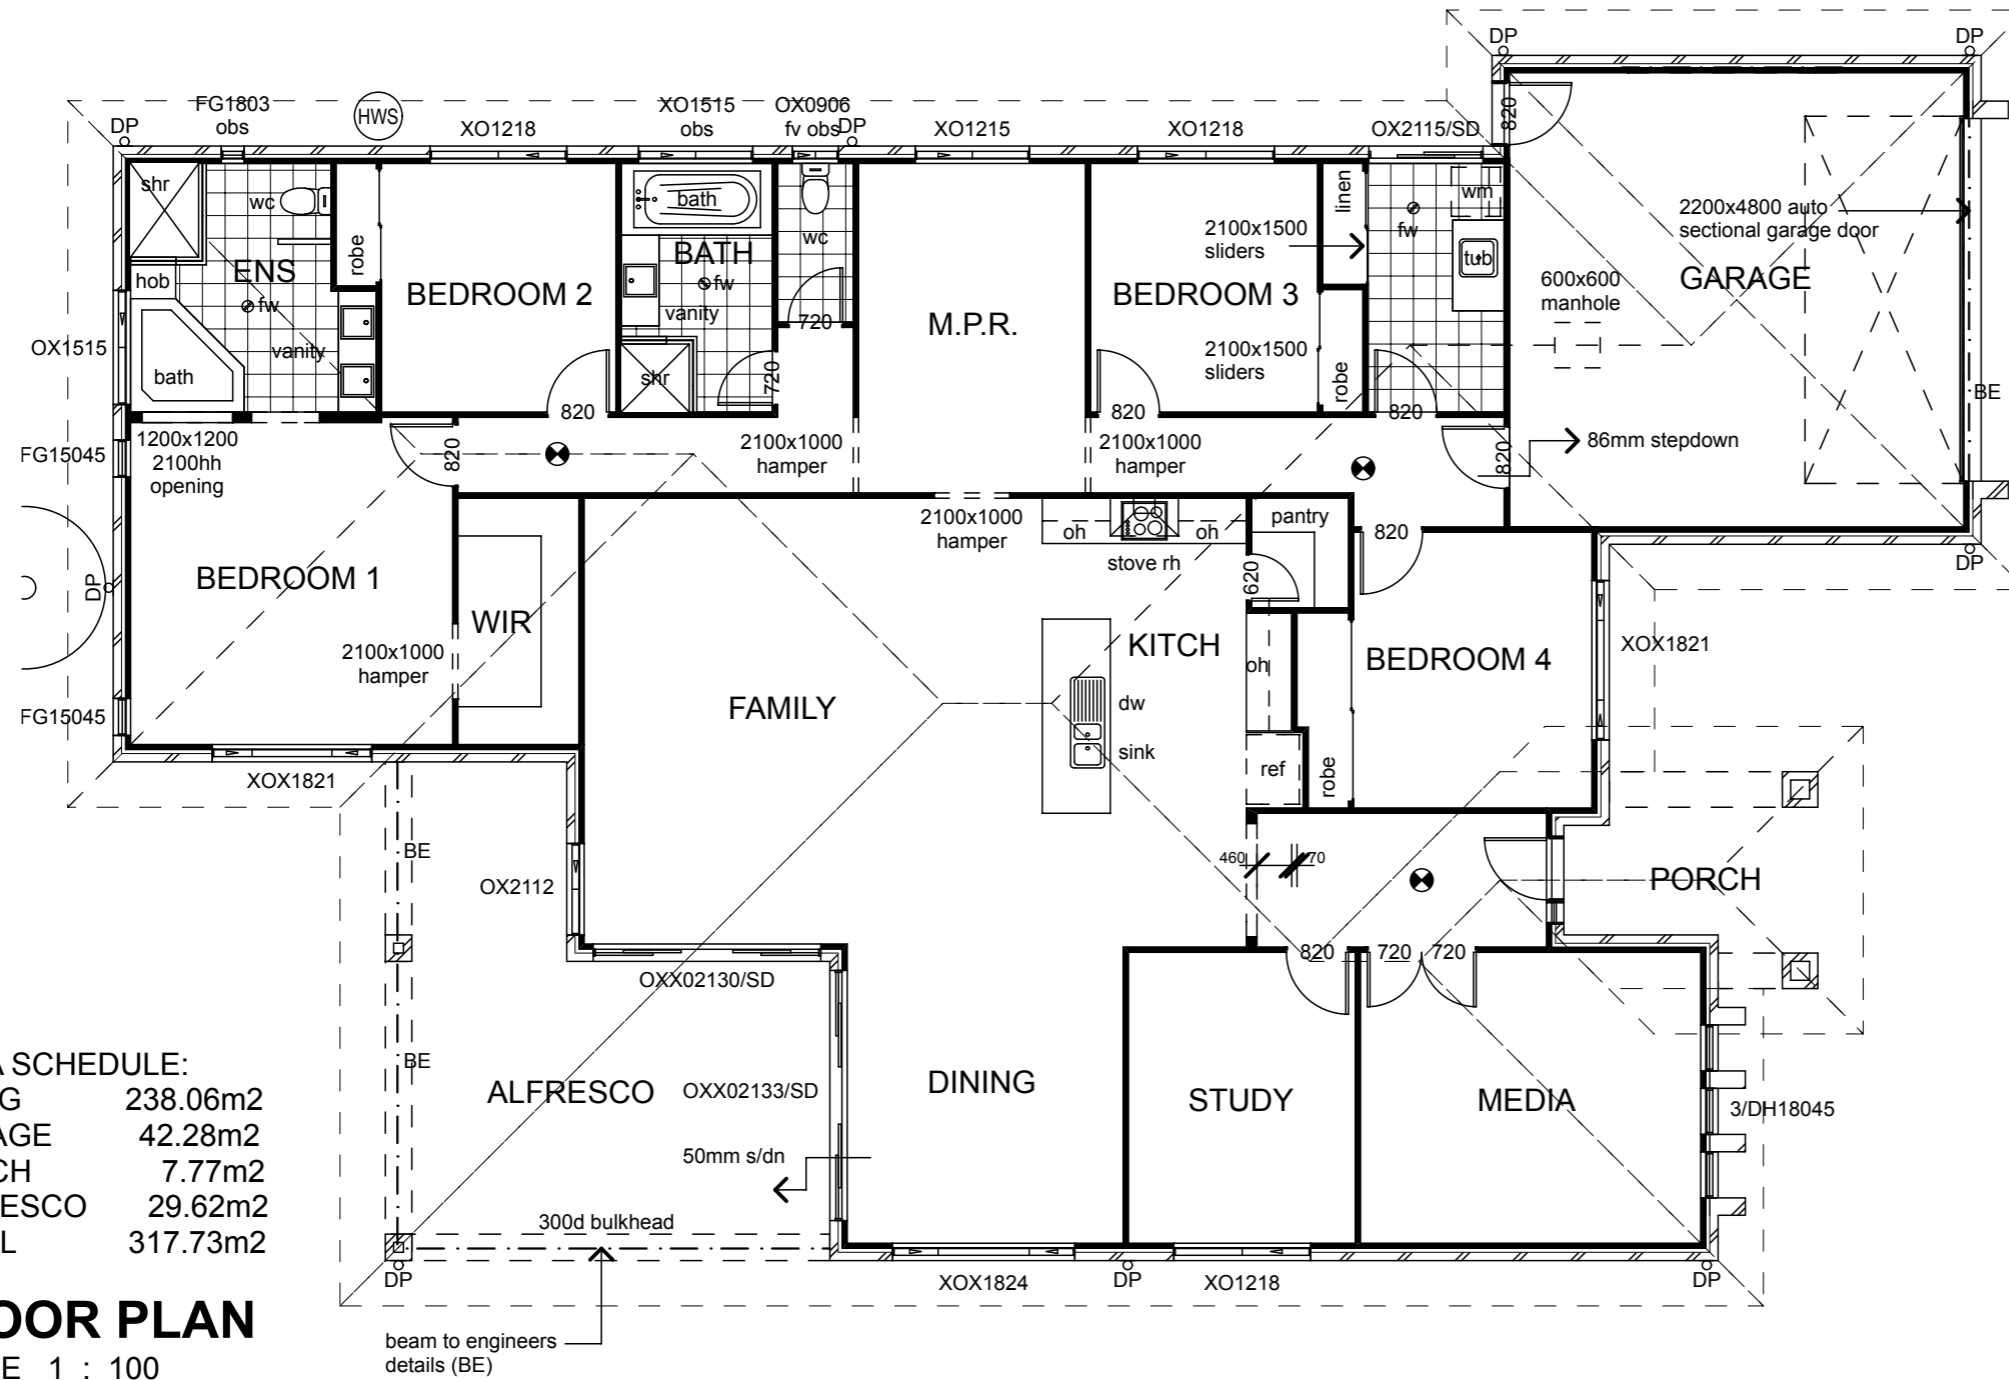 DP
DP
FG1803
obs
HWS
XO1218
XO1515
obs
OX0906
fv obs
DP
XO1215
XO1218
OX2115/SD
DP
820
shr
wc
ENS
hob
fw
vanity
bath
robe
BEDROOM 2
bath
BATH
fw
vanity
shr
wc
720
720
M.P.R.
BEDROOM 3
2100x1500
sliders
2100x1500
sliders
linen
robe
wm
fw
tub
2200x4800 auto
sectional garage door
GARAGE
600x600
manhole
BE
OX1515
FG15045
1200x1200
2100hh
opening
820
820
2100x1000
hamper
820
2100x1000
hamper
820
820
86mm stepdown
DP
BEDROOM 1
WIR
2100x1000
hamper
2100x1000
hamper
oh
oh
stove rh
pantry
620
820
DP
KITCH
oh
BEDROOM 4
XOX1821
FAMILY
dw
sink
ref
robe
FG15045
XOX1821
BE
OX2112
460
70
PORCH
820
720
720
OXX02130/SD
BE
ALFRESCO
OXX02133/SD
DINING
STUDY
MEDIA
3/DH18045
50mm s/dn
300d bulkhead
DP
XOX1824
DP
XO1218
DP
beam to engineers
details (BE)
A SCHEDULE:
G 238.06m2
AGE 42.28m2
CH 7.77m2
RESCO 29.62m2
L 317.73m2
OOR PLAN
E 1 : 100